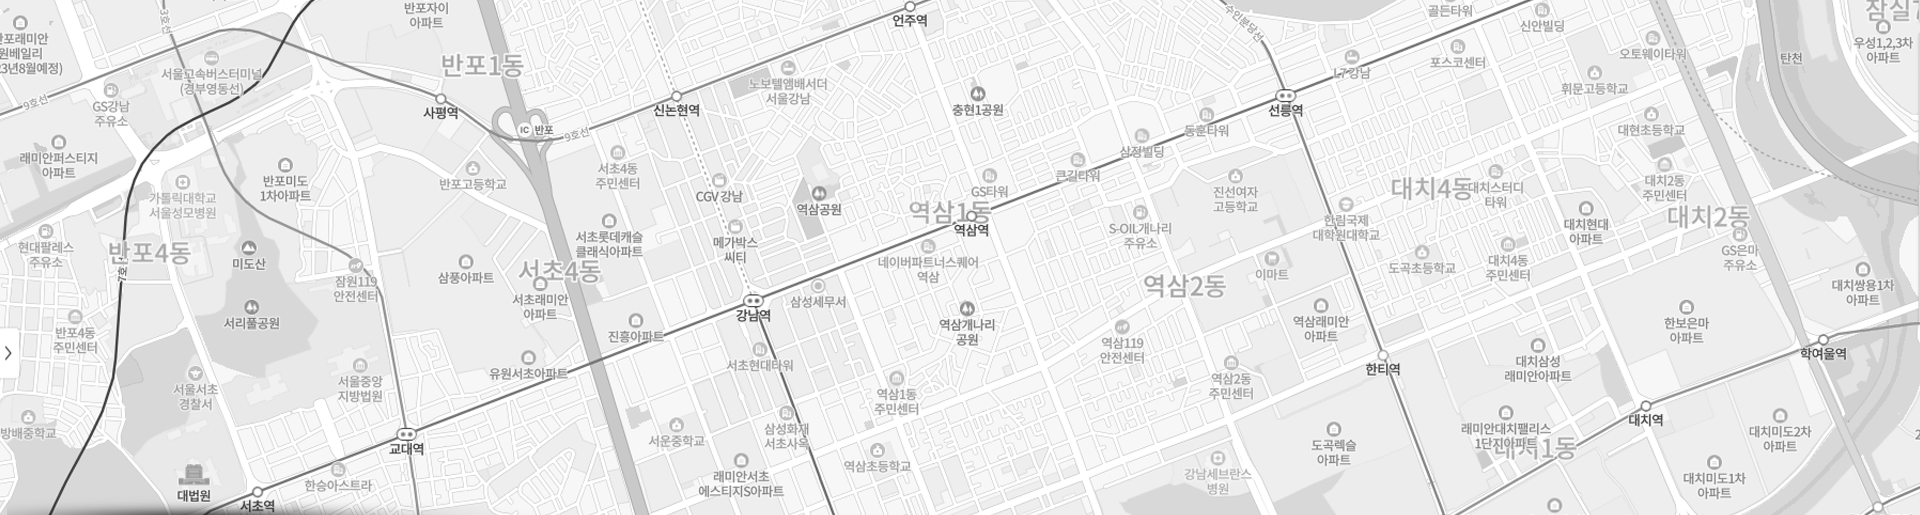 반포자이
아파트
언주역
골든타워
신안빌딩
3호선
수인분당선
오토웨이타워
우성1,2,3차
아파트
반포래미안
원베일리
23년8월예정)
서울고속버스터미널
(경부영동선)
반포1동
노보텔앰배서더
서울강남
L7강남
포스코센터
탄천
휘문고등학교
9호선
GS강남
주유소
사평역
신논현역
충현1공원
선릉역
IC 반포
9호선
동훈타워
대현초등학교
래미안퍼스티지
아파트
삼정빌딩
서초4동
주민센터
반포미도
1차아파트
반포고등학교
큰길타워
가톨릭대학교
서울성모병원
CGV 강남
역삼공원
GS타워
진선여자
고등학교
대치4동
대치스터디
타워
대치2동
주민센터
역삼1동
역삼역
한림국제
대학원대학교
대치현대
아파트
대치2동
현대팰리스
주유소
반포4동
7호
미도산
서초롯데캐슬
클래식아파트
메가박스
씨티
S-OIL개나리
주유소
GS은마
주유소
잠원119
안전센터
삼풍아파트
서초4동
서초래미안
아파트
네이버파트너스퀘어
역삼
이마트
도곡초등학교
대치4동
주민센터
역삼2동
대치쌍용1차
아파트
서리풀공원
강남역
삼성세무서
반포4동
주민센터
진흥아파트
역삼개나리
공원
역삼119
안전센터
역삼래미안
아파트
한보은마
아파트
서울서초
경찰서
서울중앙
지방법원
유원서초아파트
서초현대타워
역삼1동
주민센터
역삼2동
주민센터
한티역
대치삼성
래미안아파트
학여울역
방배중학교
교대역
서운중학교
삼성화재
서초사옥
역삼초등학교
도곡렉슬
아파트
래미안대치팰리스
1단지아파트
대치1동
대치역
대치미도2차
아파트
대법원
한승아스트라
래미안서초
에스티지S아파트
강남세브란스
병원
대치미도1차
아파트
서초역